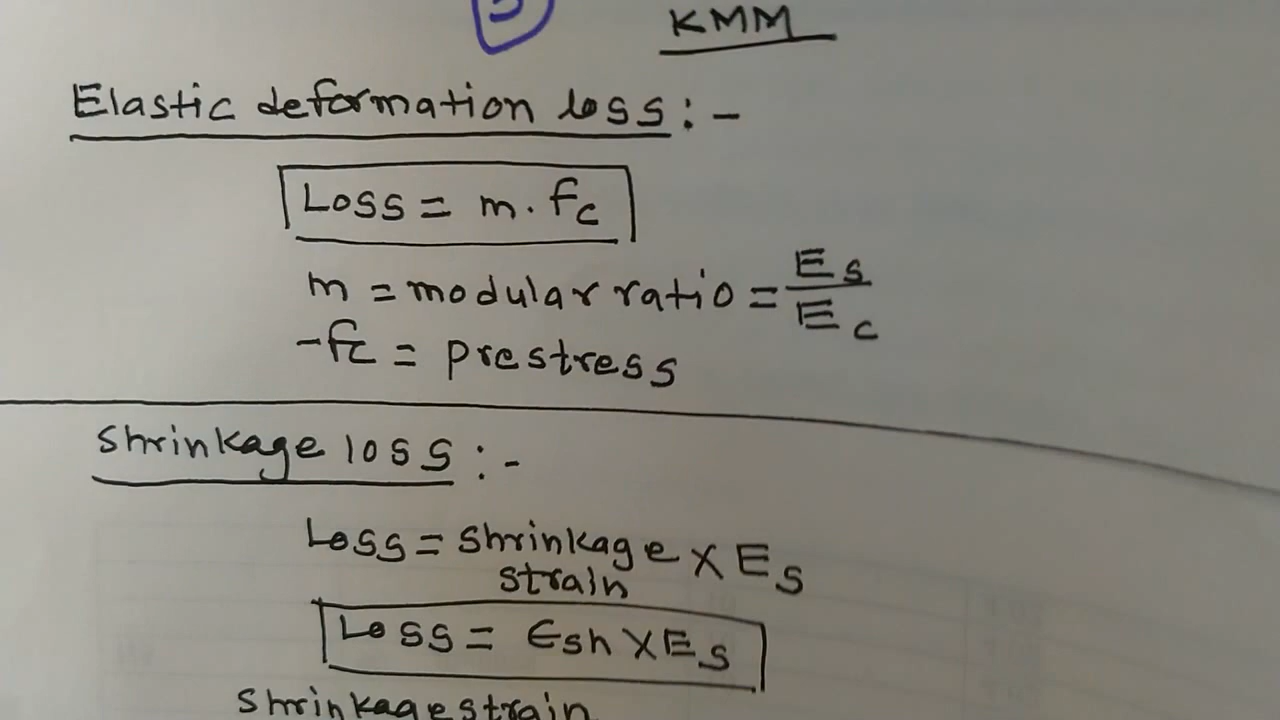 KMM
Elastic deformation loss :-
Loss = m. fc
m = modular ratio = Es/Ec
-fc = prestress
shrinkage loss :-
Loss = shrinkage strain X Es
Loss = ϵsh X Es
shrinkage strain